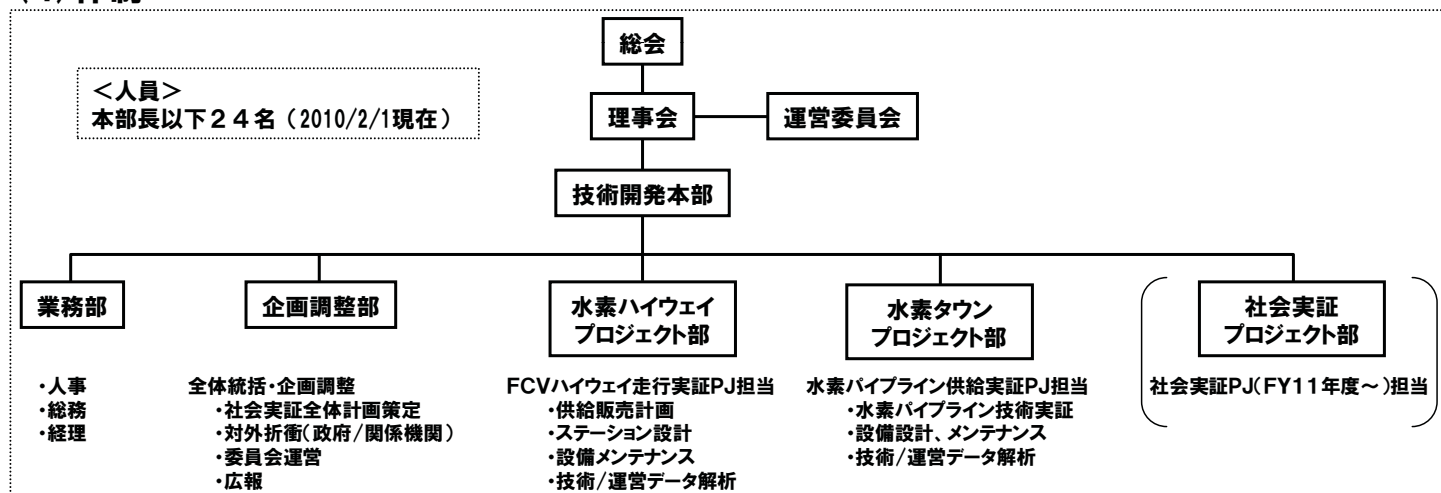 総会
＜人員＞
本部長以下２４名（2010/2/1現在）
理事会
運営委員会
技術開発本部
業務部
企画調整部
水素ハイウェイ
プロジェクト部
水素タウン
プロジェクト部
社会実証
プロジェクト部
・人事
・総務
・経理
全体統括・企画調整
・社会実証全体計画策定
・対外折衝（政府/関係機関）
・委員会運営
・広報
FCVハイウェイ走行実証PJ担当
・供給販売計画
・ステーション設計
・設備メンテナンス
・技術/運営データ解析
水素パイプライン供給実証PJ担当
・水素パイプライン技術実証
・設備設計、メンテナンス
・技術/運営データ解析
社会実証PJ（FY11年度～）担当